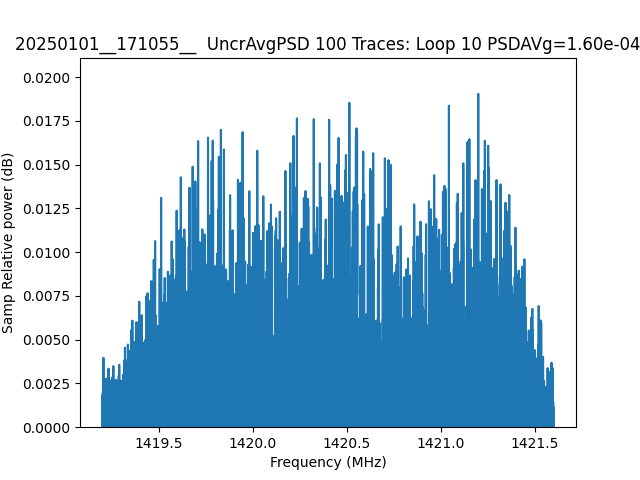 20250101__171055__ UncrAvgPSD 100 Traces: Loop 10 PSDAVg=1.60e-04
0.0200
0.0175
0.0150
0.0125
0.0100
0.0075
0.0050
0.0025
0.0000
Samp Relative power (dB)
1419.5 1420.0 1420.5 1421.0 1421.5
Frequency (MHz)